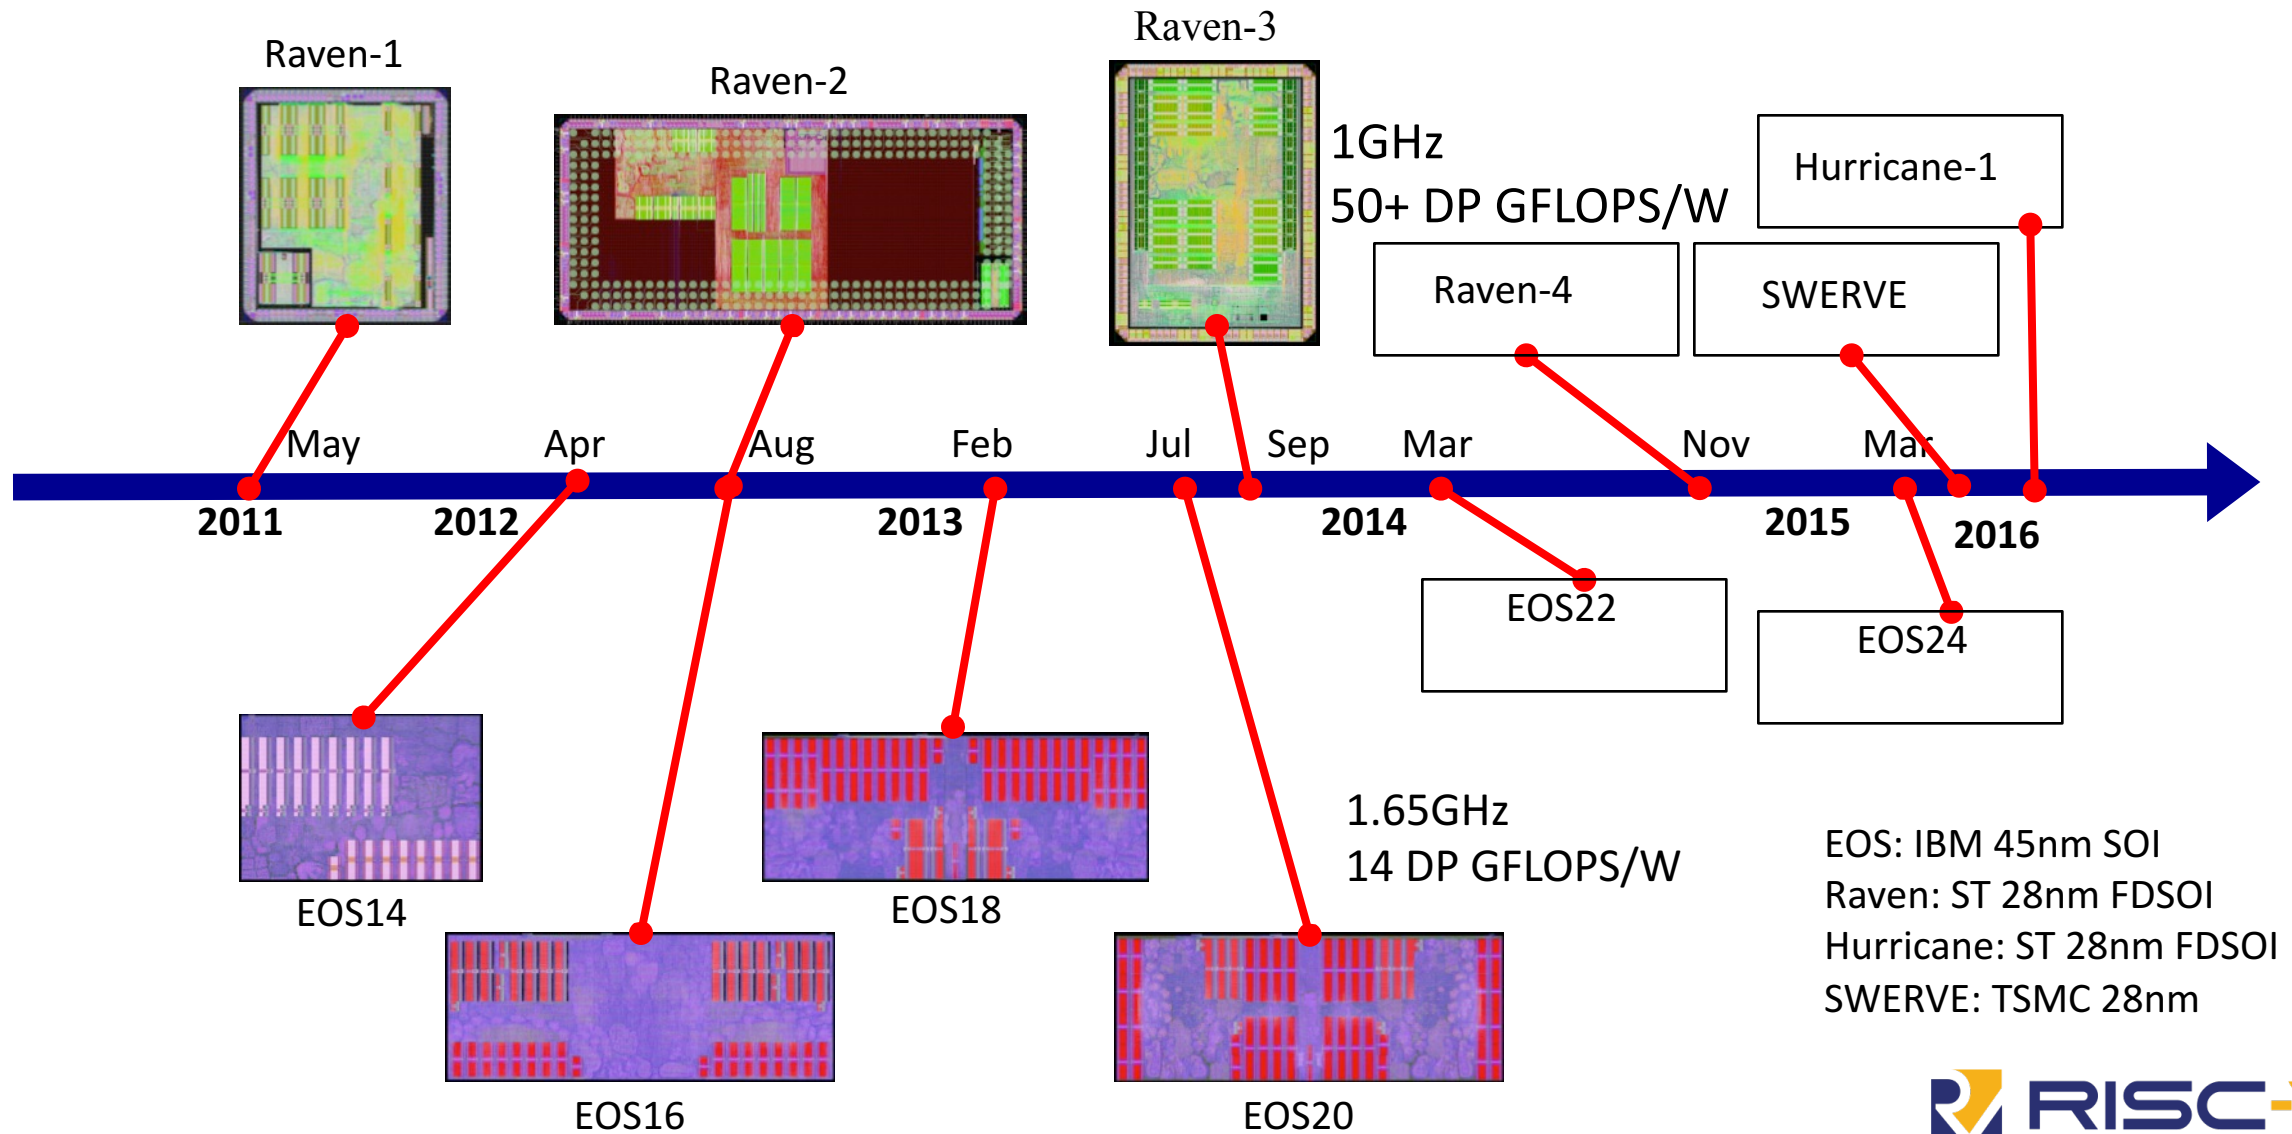 Raven-1
Raven-2
Raven-3
1GHz
50+ DP GFLOPS/W
Hurricane-1
Raven-4
SWERVE
May
Apr
Aug
Feb
Jul
Sep
Mar
Nov
Mar
2011
2012
2013
2014
2015
2016
EOS22
EOS24
EOS14
EOS16
EOS18
EOS20
1.65GHz
14 DP GFLOPS/W
EOS: IBM 45nm SOI
Raven: ST 28nm FDSOI
Hurricane: ST 28nm FDSOI
SWERVE: TSMC 28nm
RISC-